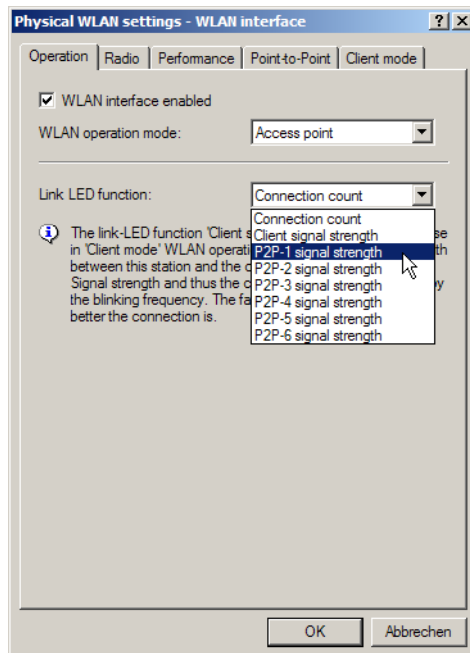 Physical WLAN settings - WLAN interface
Operation Radio Performance Point-to-Point Client mode
WLAN interface enabled
WLAN operation mode: Access point
Link LED function: Connection count
Connection count
Client signal strength
P2P-1 signal strength
P2P-2 signal strength
P2P-3 signal strength
P2P-4 signal strength
P2P-5 signal strength
P2P-6 signal strength
The link-LED function 'Client
in 'Client mode' WLAN
between this station and the
Signal strength and thus the
the blinking frequency. The
better the connection is.
OK Abbrechen